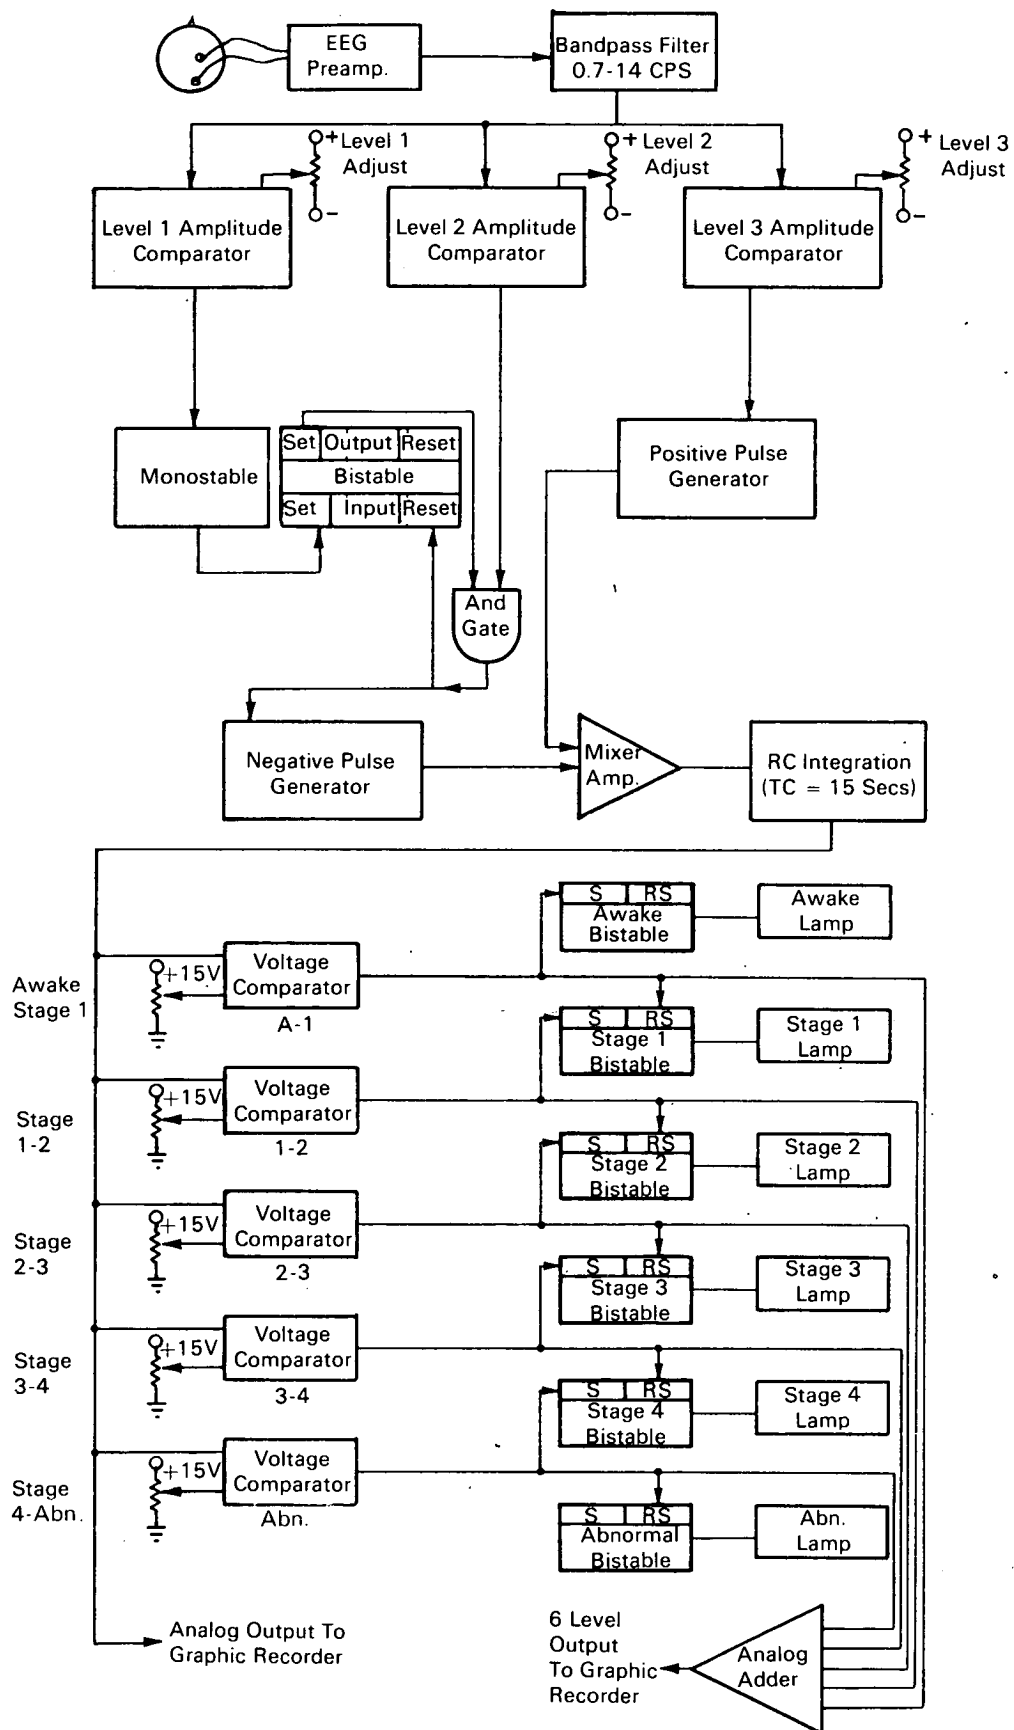 EEG
Preamp.
Bandpass Filter
0.7-14 CPS
+ Level 1
Adjust
-
+ Level 2
Adjust
-
+ Level 3
Adjust
-
Level 1 Amplitude
Comparator
Level 2 Amplitude
Comparator
Level 3 Amplitude
Comparator
Monostable
Set Output Reset
Bistable
Set Input Reset
Positive Pulse
Generator
And
Gate
Negative Pulse
Generator
Mixer
Amp.
RC Integration
(TC = 15 Secs)
S RS
Awake
Bistable
Awake
Lamp
Awake
Stage 1
+15V
Voltage
Comparator
A-1
S RS
Stage 1
Bistable
Stage 1
Lamp
Stage
1-2
+15V
Voltage
Comparator
1-2
S RS
Stage 2
Bistable
Stage 2
Lamp
Stage
2-3
+15V
Voltage
Comparator
2-3
S RS
Stage 3
Bistable
Stage 3
Lamp
Stage
3-4
+15V
Voltage
Comparator
3-4
S RS
Stage 4
Bistable
Stage 4
Lamp
Stage
4-Abn.
+15V
Voltage
Comparator
Abn.
S RS
Abnormal
Bistable
Abn.
Lamp
Analog Output To
Graphic Recorder
6 Level
Output
To Graphic
Recorder
Analog
Adder